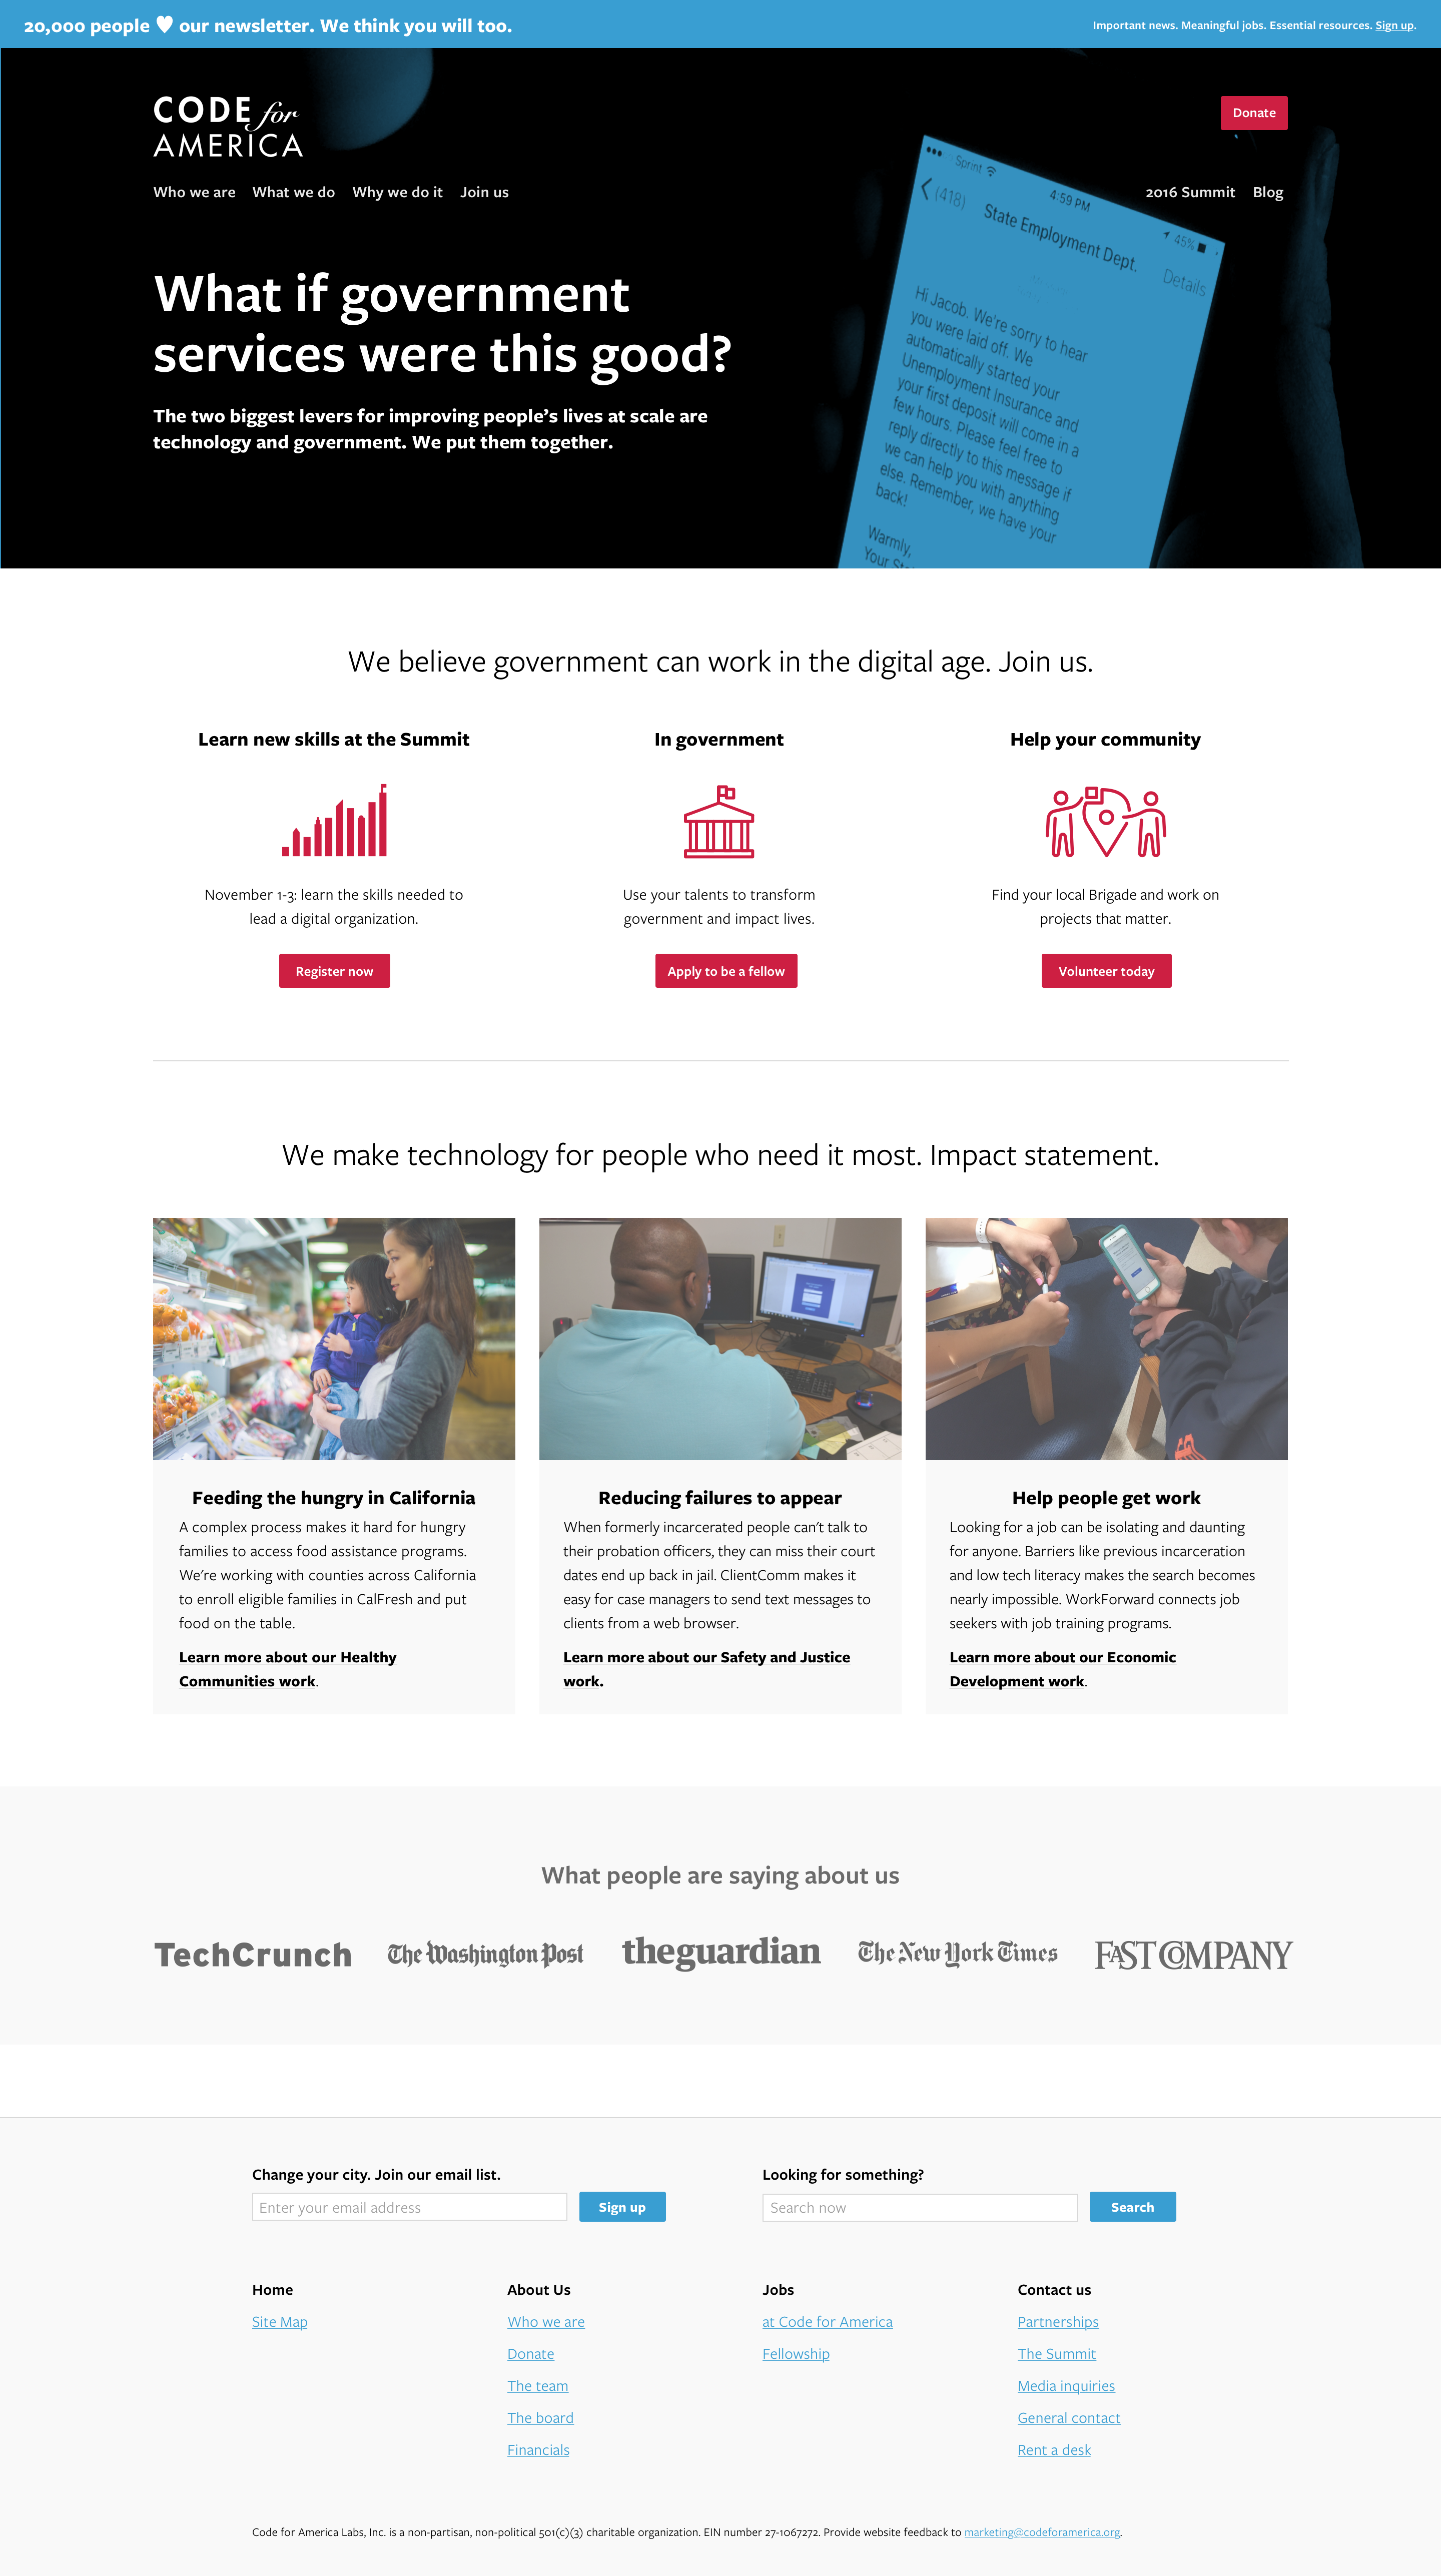 20,000 people ♥ our newsletter. We think you will too.
Important news. Meaningful jobs. Essential resources. Sign up.
CODE for
AMERICA
Donate
Who we are What we do Why we do it Join us
2016 Summit Blog
What if government
services were this good?
The two biggest levers for improving people's lives at scale are
technology and government. We put them together.
Sprint
4:59 PM
45%
(418)
State Employment Dept.
Details
Hi Jacob. We're sorry to hear
you were laid off. We
automatically started your
Unemployment Insurance and
your first deposit will come in a
few hours. Please feel free to
reply directly to this message if
we can help you with anything
else. Remember, we have your
back!
Warmly,
Your
We believe government can work in the digital age. Join us.
Learn new skills at the Summit
November 1-3: learn the skills needed to
lead a digital organization.
Register now
In government
Use your talents to transform
government and impact lives.
Apply to be a fellow
Help your community
Find your local Brigade and work on
projects that matter.
Volunteer today
We make technology for people who need it most. Impact statement.
Feeding the hungry in California
A complex process makes it hard for hungry
families to access food assistance programs.
We're working with counties across California
to enroll eligible families in CalFresh and put
food on the table.
Learn more about our Healthy
Communities work.
Reducing failures to appear
When formerly incarcerated people can't talk to
their probation officers, they can miss their court
dates end up back in jail. ClientComm makes it
easy for case managers to send text messages to
clients from a web browser.
Learn more about our Safety and Justice
work.
Help people get work
Looking for a job can be isolating and daunting
for anyone. Barriers like previous incarceration
and low tech literacy makes the search becomes
nearly impossible. WorkForward connects job
seekers with job training programs.
Learn more about our Economic
Development work.
What people are saying about us
TechCrunch
The Washington Post
theguardian
The New York Times
FAST COMPANY
Change your city. Join our email list.
Enter your email address
Sign up
Looking for something?
Search now
Search
Home
Site Map
About Us
Who we are
Donate
The team
The board
Financials
Jobs
at Code for America
Fellowship
Contact us
Partnerships
The Summit
Media inquiries
General contact
Rent a desk
Code for America Labs, Inc. is a non-partisan, non-political 501(c)(3) charitable organization. EIN number 27-1067272. Provide website feedback to marketing@codeforamerica.org.